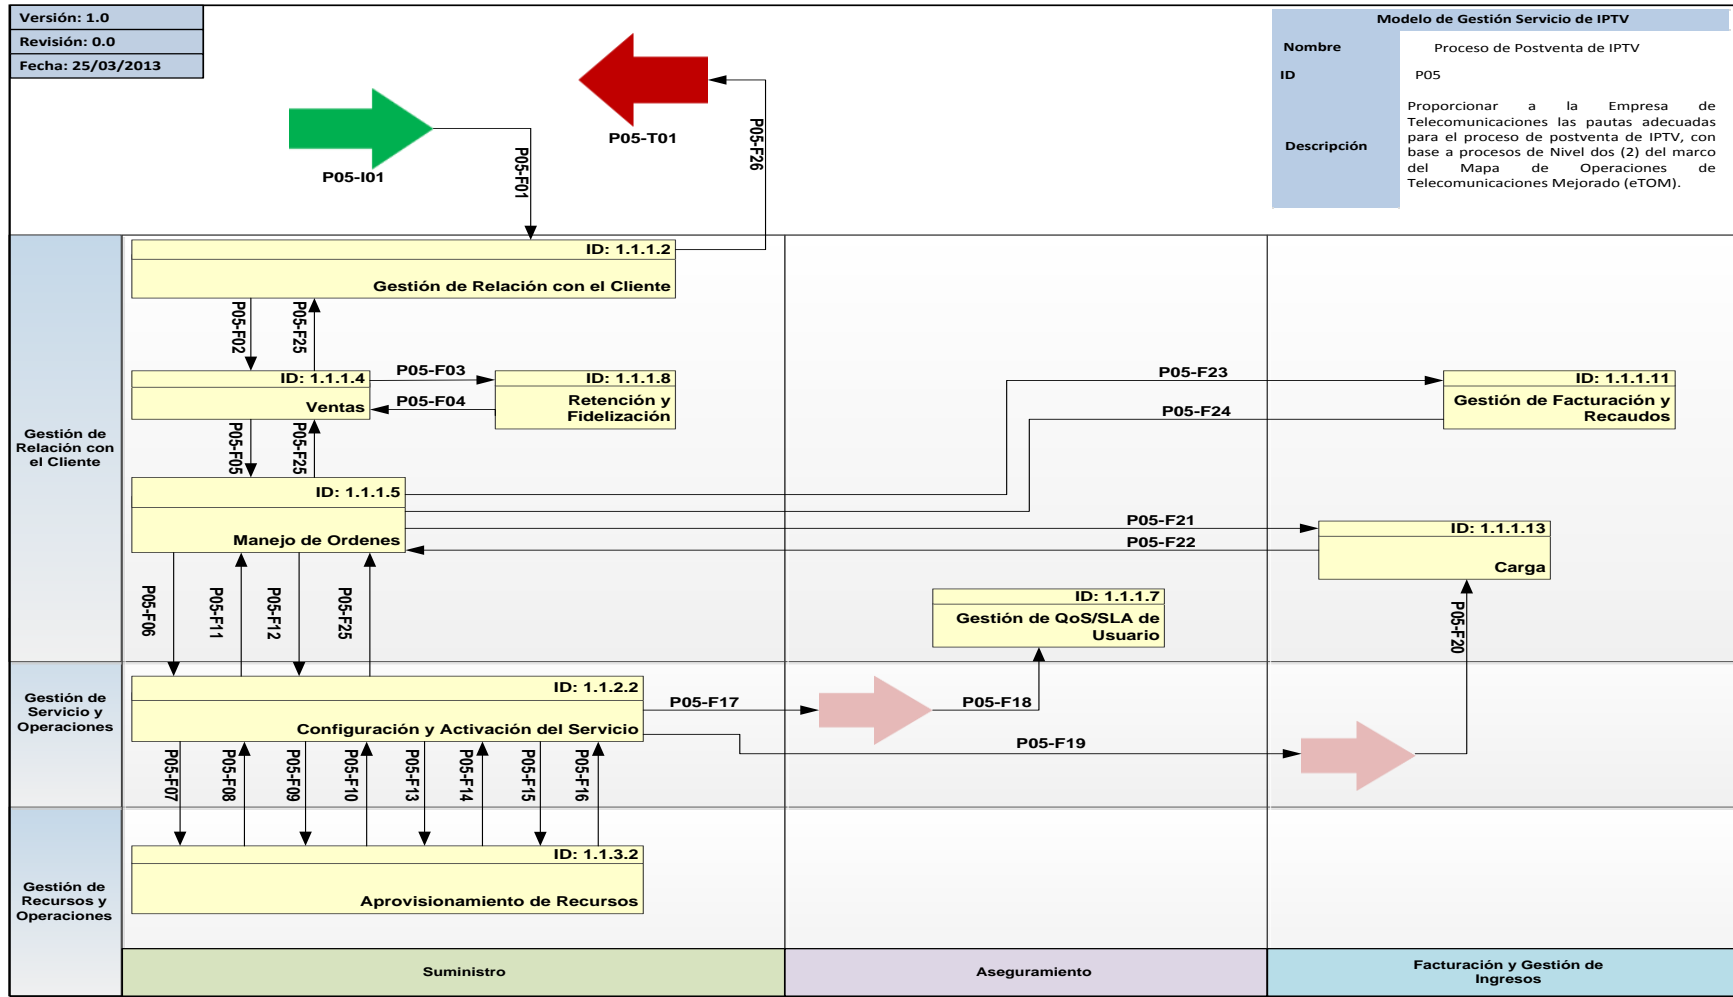 Versión: 1.0
Revisión: 0.0
Fecha: 25/03/2013
Modelo de Gestión Servicio de IPTV
Nombre
Proceso de Postventa de IPTV
ID
P05
Descripción
Proporcionar a la Empresa de
Telecomunicaciones las pautas adecuadas
para el proceso de postventa de IPTV, con
base a procesos de Nivel dos (2) del marco
del Mapa de Operaciones de
Telecomunicaciones Mejorado (eTOM).
P05-I01
P05-F01
P05-T01
P05-F26
Gestión de
Relación con
el Cliente
ID: 1.1.1.2
Gestión de Relación con el Cliente
P05-F02
P05-F25
ID: 1.1.1.4
Ventas
P05-F03
P05-F04
ID: 1.1.1.8
Retención y
Fidelización
P05-F23
P05-F24
ID: 1.1.1.11
Gestión de Facturación y
Recaudos
P05-F05
P05-F25
ID: 1.1.1.5
Manejo de Ordenes
P05-F21
P05-F22
ID: 1.1.1.13
Carga
P05-F06
P05-F11
P05-F12
P05-F25
ID: 1.1.1.7
Gestión de QoS/SLA de
Usuario
P05-F20
Gestión de
Servicio y
Operaciones
ID: 1.1.2.2
Configuración y Activación del Servicio
P05-F17
P05-F18
P05-F19
P05-F07
P05-F08
P05-F09
P05-F10
P05-F13
P05-F14
P05-F15
P05-F16
Gestión de
Recursos y
Operaciones
ID: 1.1.3.2
Aprovisionamiento de Recursos
Suministro
Aseguramiento
Facturación y Gestión de
Ingresos